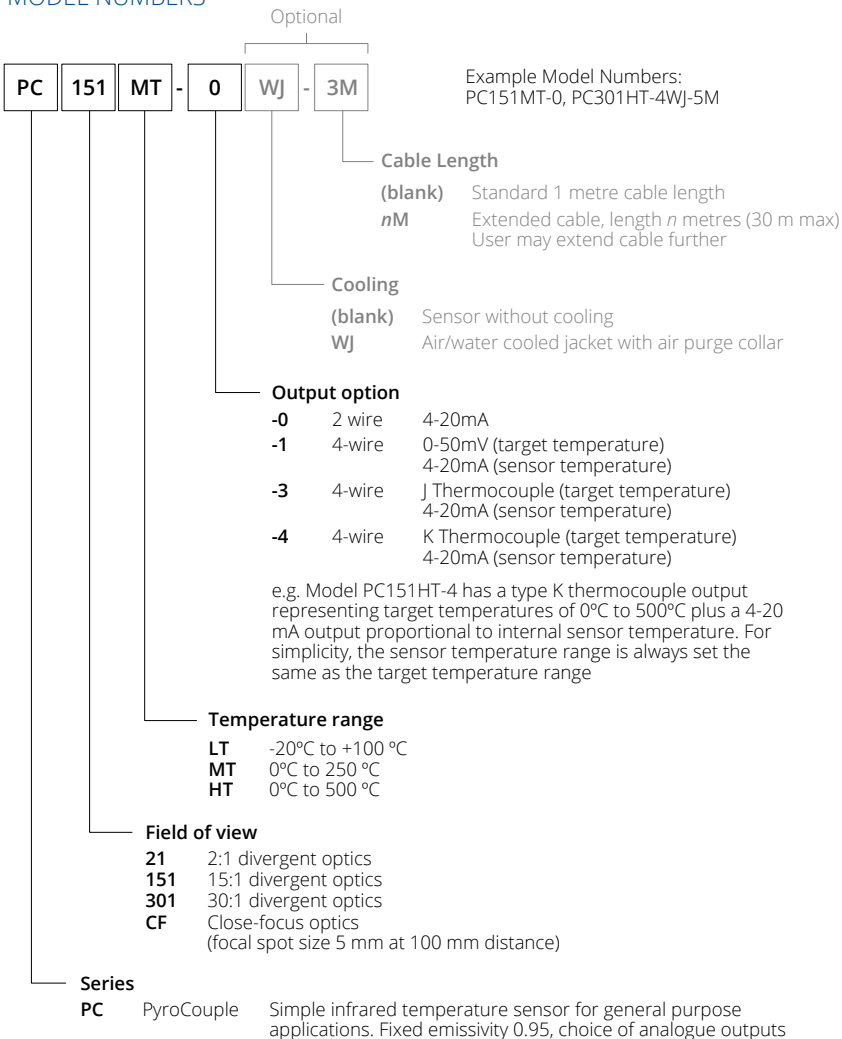 MODEL NUMBERS
Optional
PC 151 MT - 0 WJ - 3M
Example Model Numbers:
PC151MT-0, PC301HT-4WJ-5M
Cable Length
(blank) Standard 1 metre cable length
nM Extended cable, length n metres (30 m max)
User may extend cable further
Cooling
(blank) Sensor without cooling
WJ Air/water cooled jacket with air purge collar
Output option
-0 2 wire 4-20mA
-1 4-wire 0-50mV (target temperature)
4-20mA (sensor temperature)
-3 4-wire J Thermocouple (target temperature)
4-20mA (sensor temperature)
-4 4-wire K Thermocouple (target temperature)
4-20mA (sensor temperature)
e.g. Model PC151HT-4 has a type K thermocouple output
representing target temperatures of 0ºC to 500ºC plus a 4-20
mA output proportional to internal sensor temperature. For
simplicity, the sensor temperature range is always set the
same as the target temperature range
Temperature range
LT -20ºC to +100 ºC
MT 0ºC to 250 ºC
HT 0ºC to 500 ºC
Field of view
21 2:1 divergent optics
151 15:1 divergent optics
301 30:1 divergent optics
CF Close-focus optics
(focal spot size 5 mm at 100 mm distance)
Series
PC PyroCouple Simple infrared temperature sensor for general purpose
applications. Fixed emissivity 0.95, choice of analogue outputs